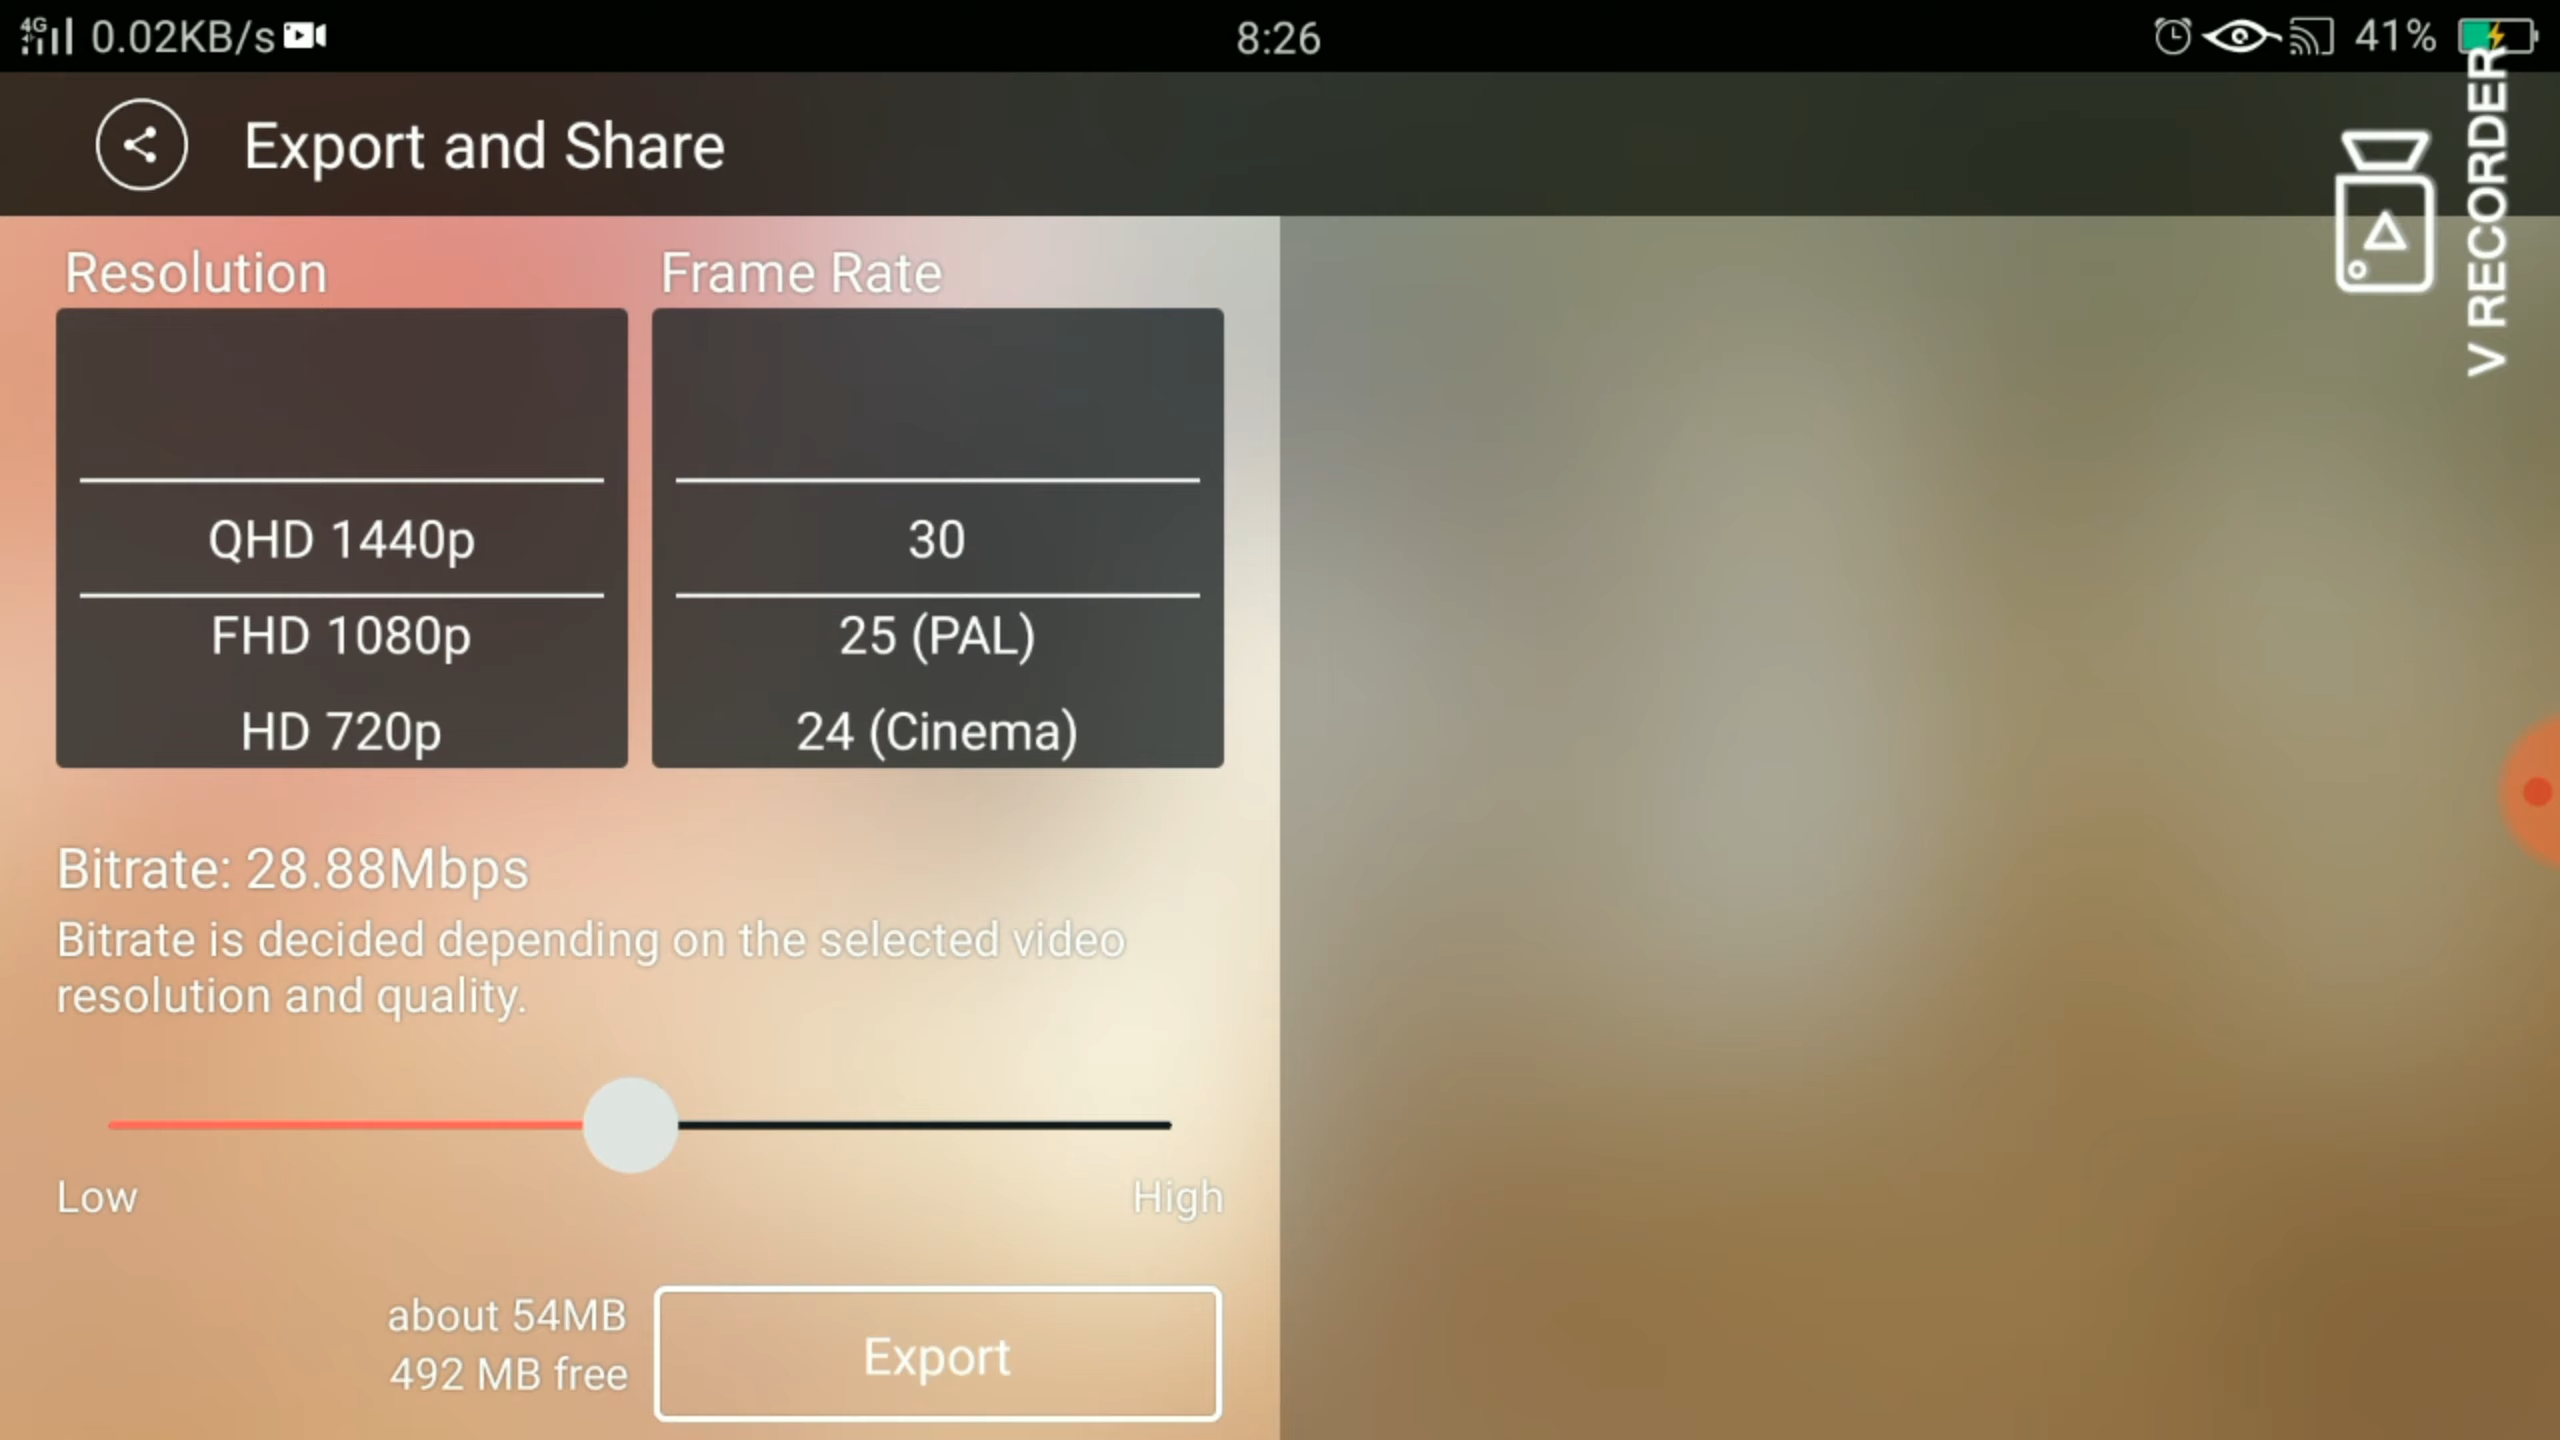 4G 0.02KB/s 8:26 41%
Export and Share
V RECORDER
Resolution Frame Rate
QHD 1440p 30
FHD 1080p 25 (PAL)
HD 720p 24 (Cinema)
Bitrate: 28.88Mbps
Bitrate is decided depending on the selected video
resolution and quality.
Low High
about 54MB
492 MB free
Export